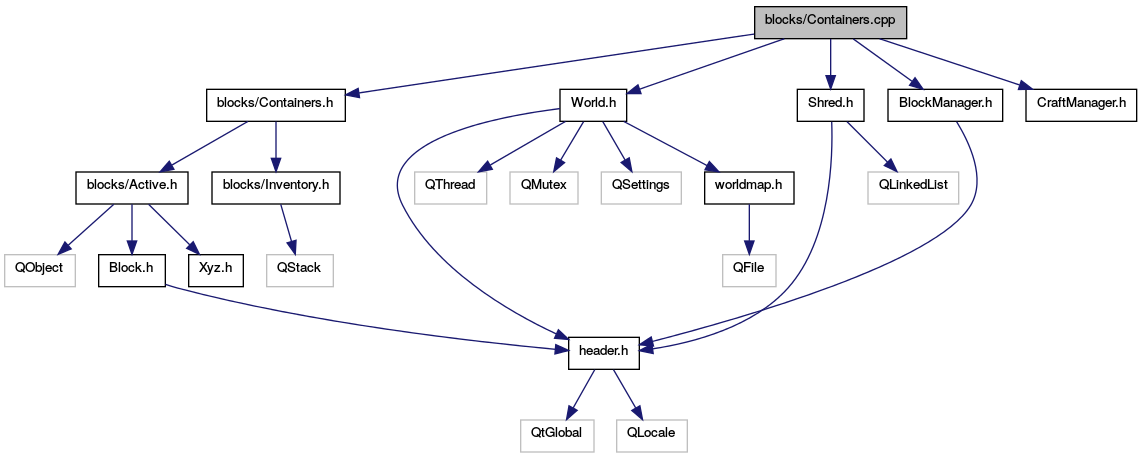 blocks/Containers.cpp
blocks/Containers.h
World.h
Shred.h
BlockManager.h
CraftManager.h
blocks/Active.h
blocks/Inventory.h
QThread
QMutex
QSettings
worldmap.h
QLinkedList
QObject
Block.h
Xyz.h
QStack
QFile
header.h
QtGlobal
QLocale